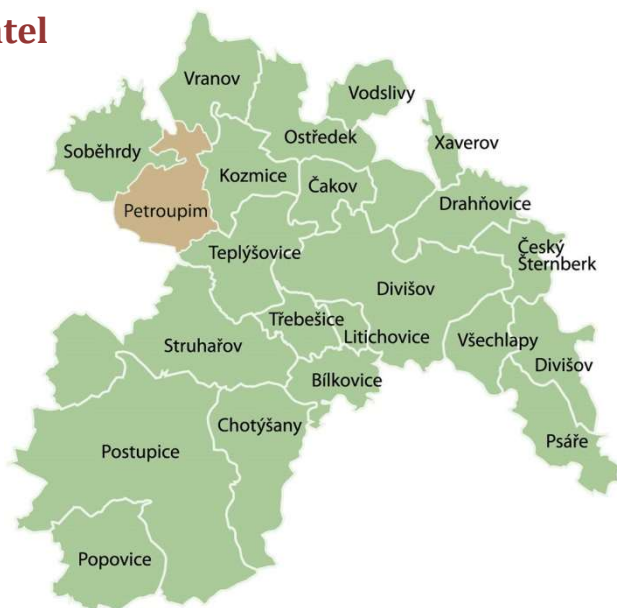 Vranov
Vodslivy
Ostředek
Soběhrdy
Xaverov
Kozmice
Čakov
Petroupim
Drahňovice
Teplýšovice
Český
Šternberk
Divišov
Třebešice
Struhařov
Litichovice
Všechlapy
Divišov
Bílkovice
Chotýšany
Psáře
Postupice
Popovice